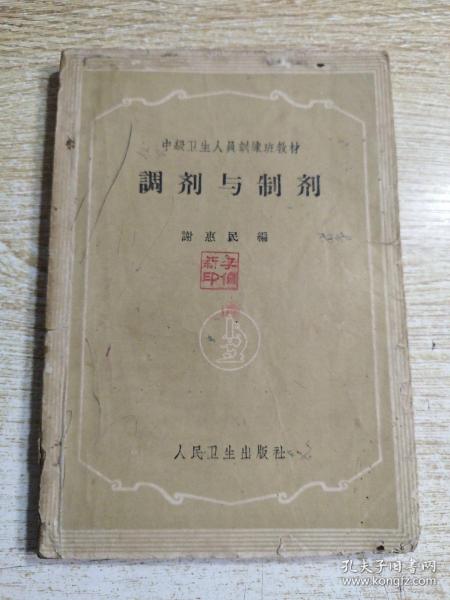 中級卫生人員訓練班教材
調剂与制剂
謝惠民 編
人民卫生出版社
孔夫子旧书网
www.kongfz.com